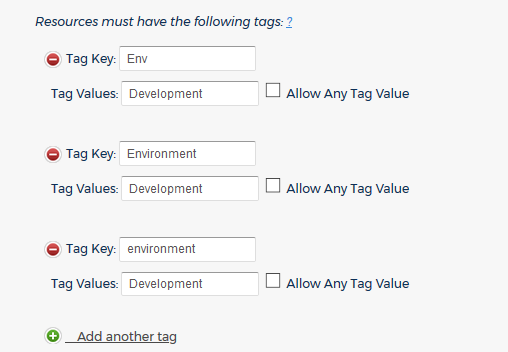 Resources must have the following tags: ?
Tag Key: Env
Tag Values: Development Allow Any Tag Value
Tag Key: Environment
Tag Values: Development Allow Any Tag Value
Tag Key: environment
Tag Values: Development Allow Any Tag Value
Add another tag